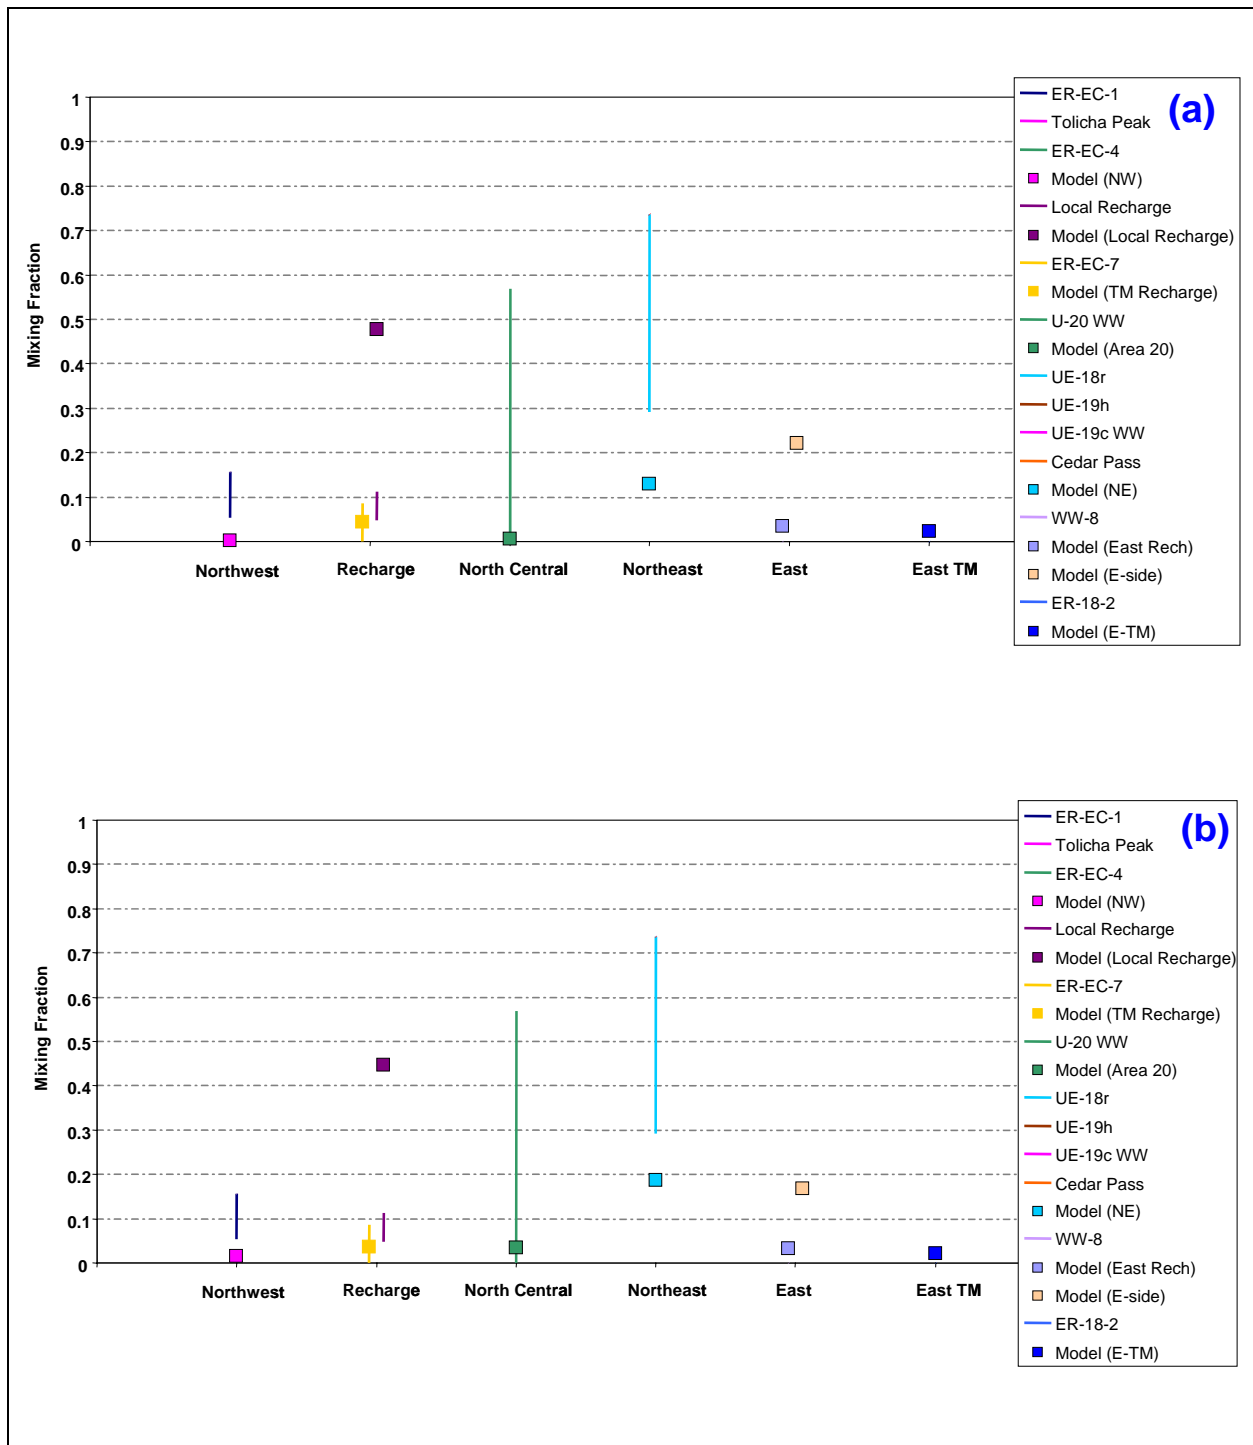 (a)
Mixing Fraction
1
0.9
0.8
0.7
0.6
0.5
0.4
0.3
0.2
0.1
0
Northwest Recharge North Central Northeast East East TM
ER-EC-1
Tolicha Peak
ER-EC-4
Model (NW)
Local Recharge
Model (Local Recharge)
ER-EC-7
Model (TM Recharge)
U-20 WW
Model (Area 20)
UE-18r
UE-19h
UE-19c WW
Cedar Pass
Model (NE)
WW-8
Model (East Rech)
Model (E-side)
ER-18-2
Model (E-TM)
(b)
Mixing Fraction
1
0.9
0.8
0.7
0.6
0.5
0.4
0.3
0.2
0.1
0
Northwest Recharge North Central Northeast East East TM
ER-EC-1
Tolicha Peak
ER-EC-4
Model (NW)
Local Recharge
Model (Local Recharge)
ER-EC-7
Model (TM Recharge)
U-20 WW
Model (Area 20)
UE-18r
UE-19h
UE-19c WW
Cedar Pass
Model (NE)
WW-8
Model (East Rech)
Model (E-side)
ER-18-2
Model (E-TM)